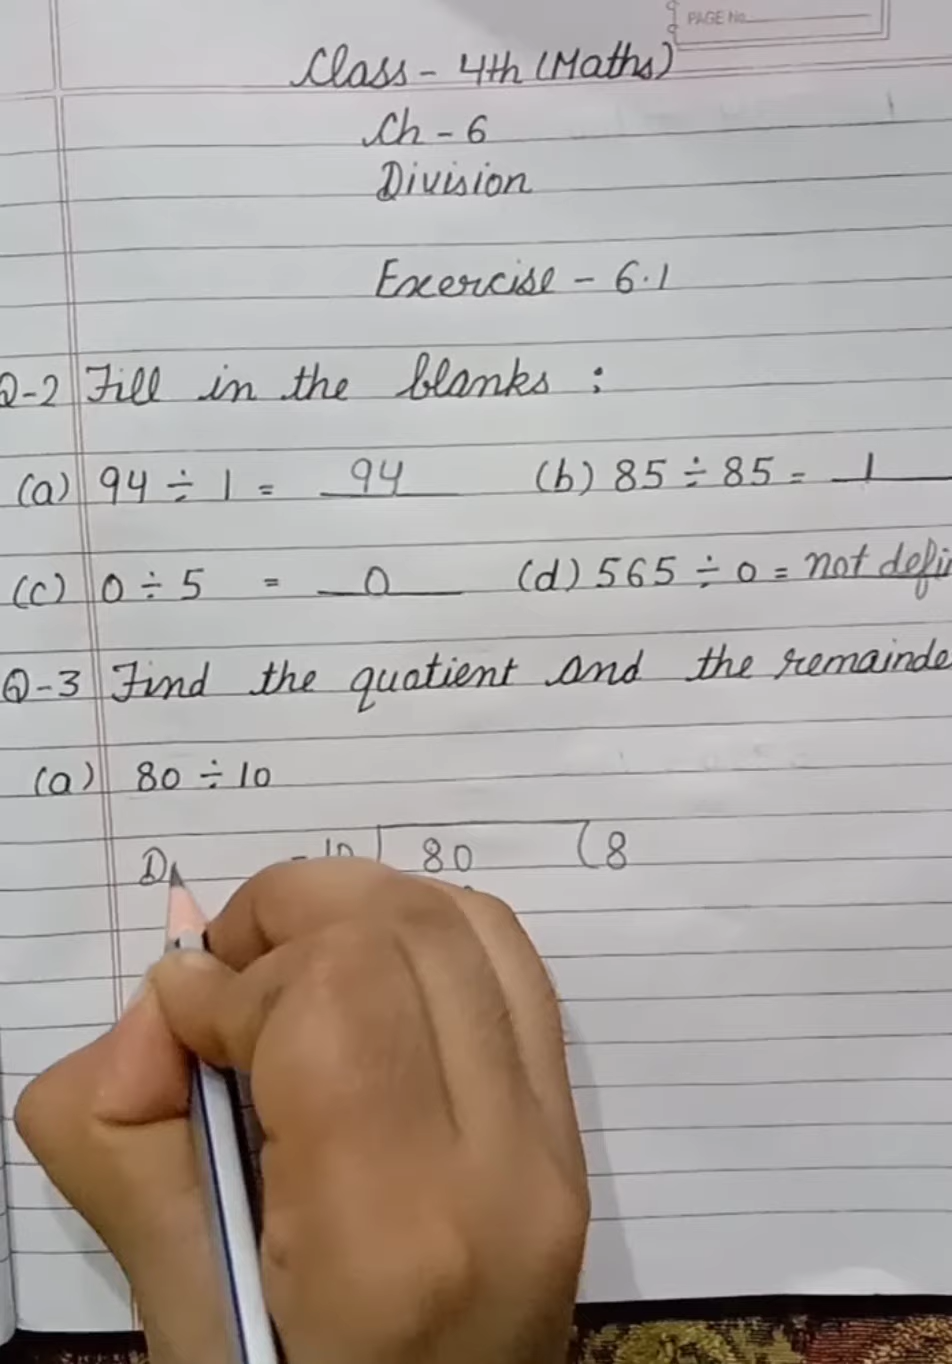 PAGE No.
Class - 4th (Maths)
Ch - 6
Division
Exercise - 6.1
Q-2 Fill in the blanks :
(a) 94 ÷ 1 = 94 (b) 85 ÷ 85 = 1
(c) 0 ÷ 5 = 0 (d) 565 ÷ 0 = not
Q-3 Find the quotient and the
(a) 80 ÷ 10
10 80 (8